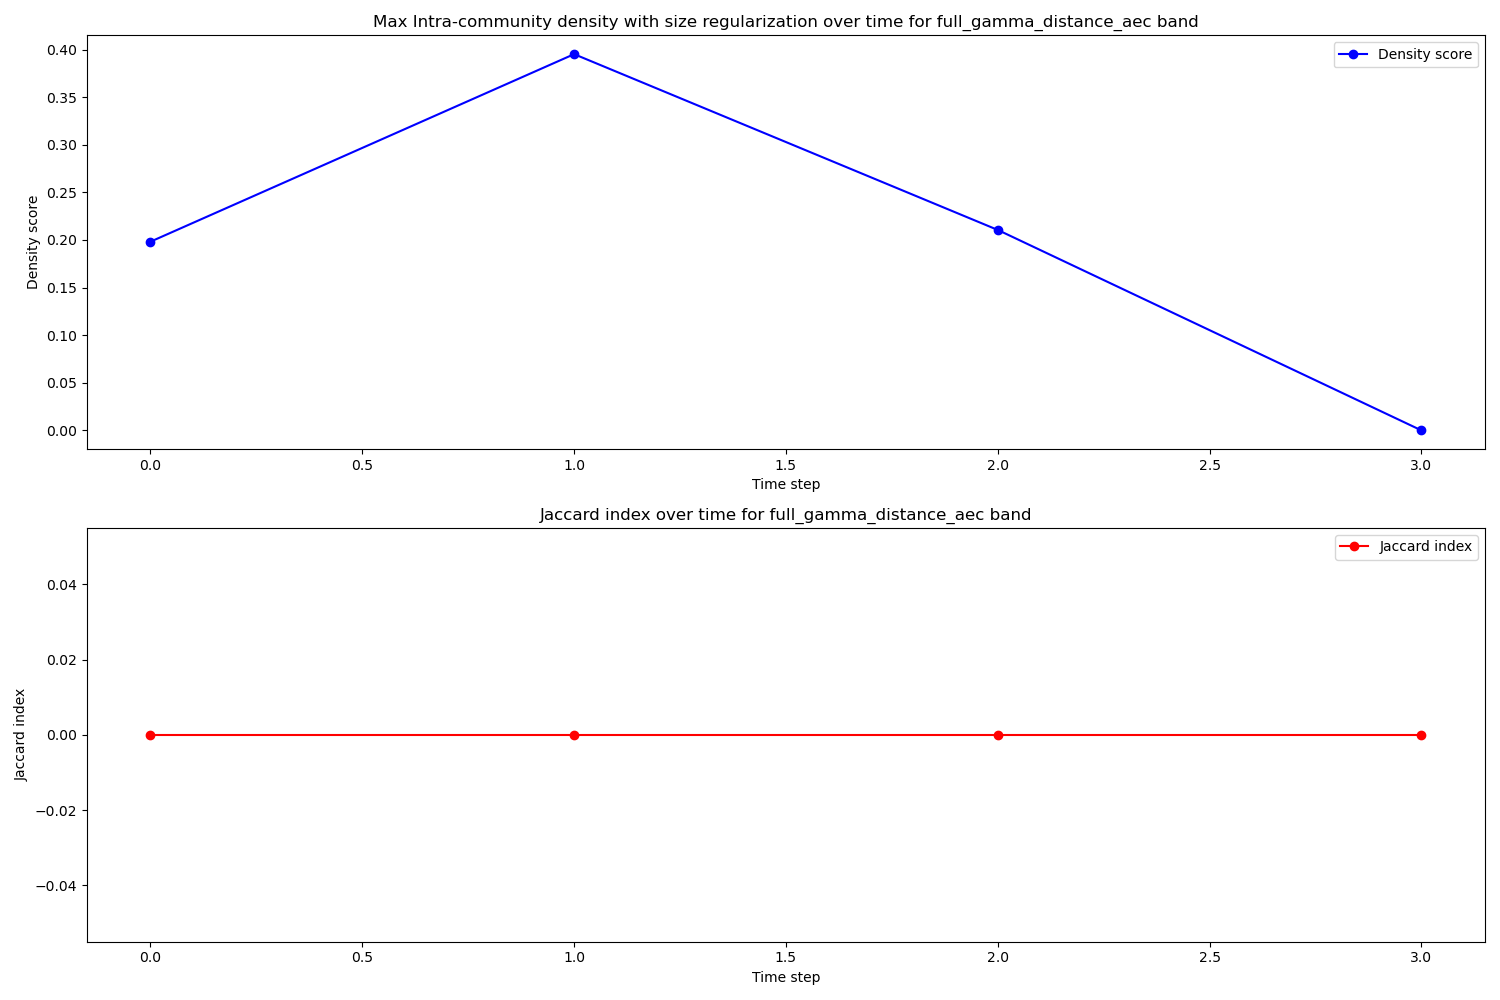 Max Intra-community density with size regularization over time for full_gamma_distance_aec band
Density score
0.40
0.35
0.30
0.25
0.20
0.15
0.10
0.05
0.00
Density score
0.0 0.5 1.0 1.5 2.0 2.5 3.0
Time step
Jaccard index over time for full_gamma_distance_aec band
Jaccard index
0.04
0.02
0.00
−0.02
−0.04
Jaccard index
0.0 0.5 1.0 1.5 2.0 2.5 3.0
Time step